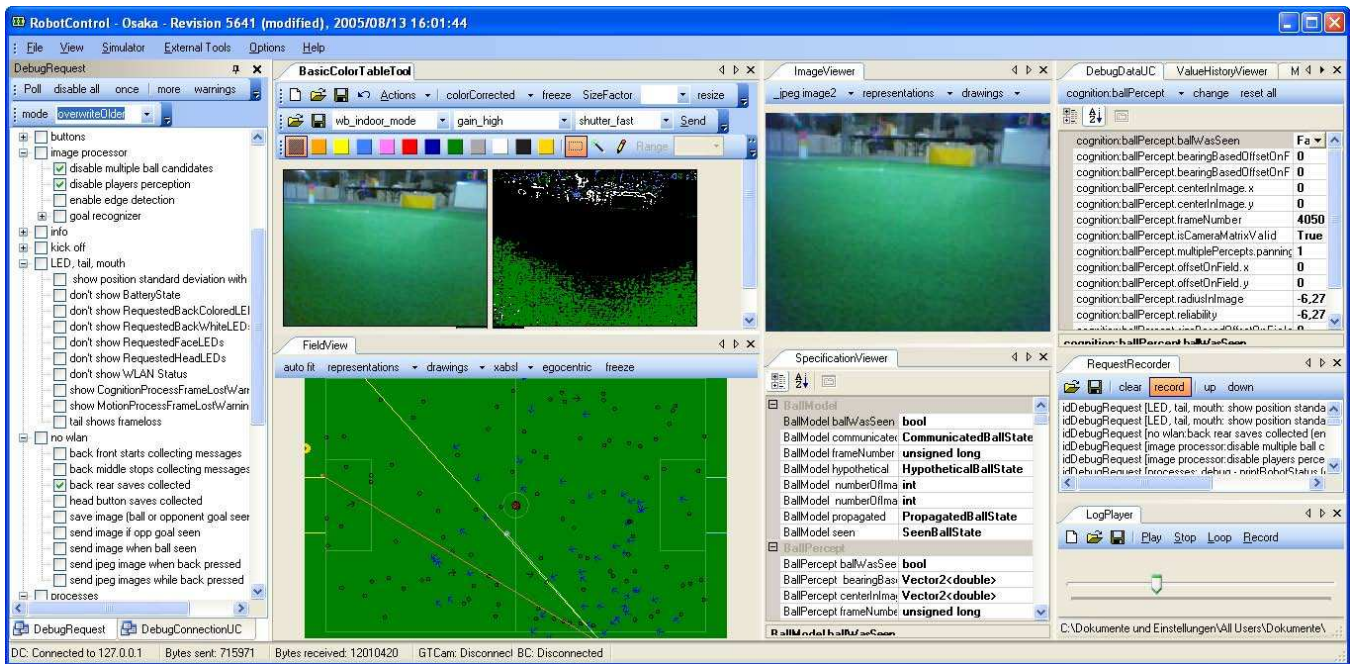 RobotControl - Osaka - Revision 5641 (modified), 2005/08/13 16:01:44
File View Simulator External Tools Options Help
DebugRequest
Poll disable all once more warnings
mode overwriteOlder
buttons
image processor
disable multiple ball candidates
disable players perception
enable edge detection
goal recognizer
info
kick off
LED, tail, mouth
show position standard deviation with
don't show BatteryState
don't show RequestedBackColoredLEI
don't show RequestedBackWhiteLED:
don't show RequestedFaceLEDs
don't show RequestedHeadLEDs
don't show WLAN Status
show CognitionProcessFrameLostWar
show MotionProcessFrameLostWarnin
tail shows frameloss
no wlan
back front starts collecting messages
back middle stops collecting messages
back rear saves collected
head button saves collected
save image (ball or opponent goal seer
send image if opp goal seen
send image when ball seen
send jpeg image when back pressed
send jpeg images while back pressed
processes
DebugRequest DebugConnectionUC
BasicColorTableTool
Actions colorCorrected freeze SizeFactor resize
wb_indoor_mode gain_high shutter_fast Send
Range
FieldView
auto fit representations drawings xabsl egocentric freeze
ImageViewer
_jpeg image2 representations drawings
SpecificationViewer
BallModel
BallModel ballWasSeen bool
BallModel communicatec CommunicatedBallState
BallModel frameNumber unsigned long
BallModel hypothetical HypotheticalBallState
BallModel numberOfIma int
BallModel numberOfIma int
BallModel propagated PropagatedBallState
BallModel seen SeenBallState
BallPercept
BallPercept ballWasSee bool
BallPercept bearingBas Vector2<double>
BallPercept centerInImag Vector2<double>
BallPercept frameNumbe unsigned long
BallModel ballWasSeen
DebugDataUC ValueHistoryViewer M
cognition:ballPercept change reset all
cognition:ballPercept.ballWasSeen Fa
cognition:ballPercept.bearingBasedOffsetOnF 0
cognition:ballPercept.bearingBasedOffsetOnF 0
cognition:ballPercept.centerInImage.x 0
cognition:ballPercept.centerInImage.y 0
cognition:ballPercept.frameNumber 4050
cognition:ballPercept.isCameraMatrixValid True
cognition:ballPercept.multiplePercepts.panning 1
cognition:ballPercept.offsetOnField.x 0
cognition:ballPercept.offsetOnField.y 0
cognition:ballPercept.radiusInImage -6,27
cognition:ballPercept.reliability -6,27
cognition:ballPercept.ballWasSeen
RequestRecorder
clear record up down
idDebugRequest [LED, tail, mouth: show position standa
idDebugRequest [LED, tail, mouth: show position standa
idDebugRequest [no wlan:back rear saves collected (en
idDebugRequest [image processor:disable multiple ball c
idDebugRequest [image processor:disable players perce
idDebugRequest [processes: debug - printRobotStatus
LogPlayer
Play Stop Loop Record
C:\Dokumente und Einstellungen\All Users\Dokumente\
DC: Connected to 127.0.0.1 Bytes sent: 715971 Bytes received: 12010420 GTCam: Disconnect BC: Disconnected